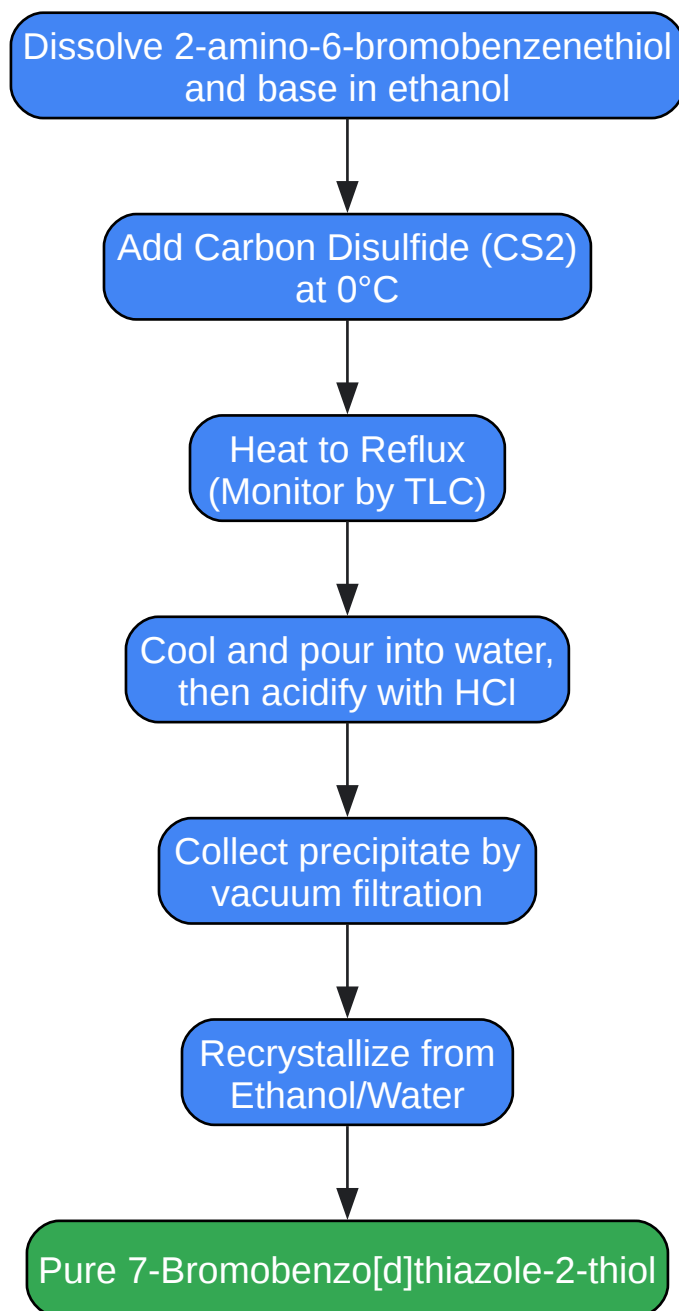 Dissolve 2-amino-6-bromobenzenethiol
and base in ethanol
Add Carbon Disulfide (CS2)
at 0°C
Heat to Reflux
(Monitor by TLC)
Cool and pour into water,
then acidify with HCl
Collect precipitate by
vacuum filtration
Recrystallize from
Ethanol/Water
Pure 7-Bromobenzo[d]thiazole-2-thiol